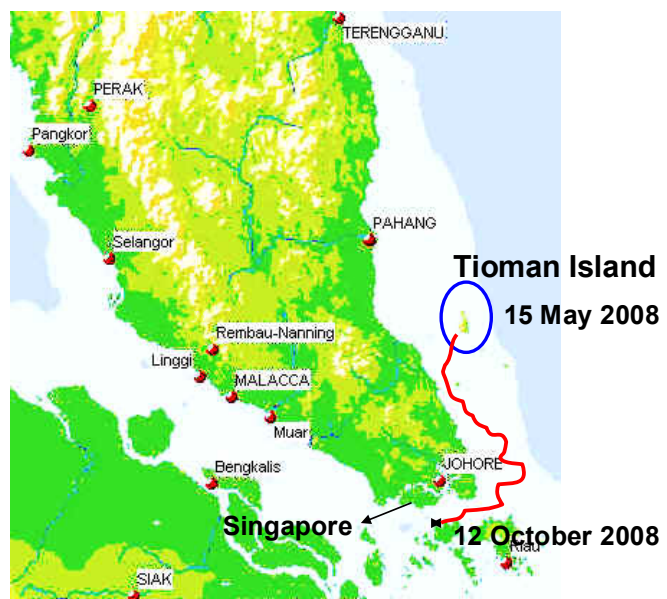 TERENGGANU
PERAK
Pangkor
PAHANG
Selangor
Tioman Island
15 May 2008
Rembau-Nanning
Linggi
MALACCA
Muar
Bengkalis
JOHORE
Singapore
12 October 2008
Riau
SIAK